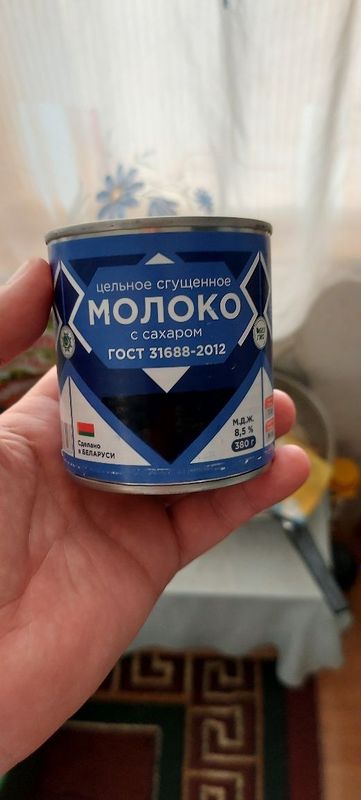 цельное сгущенное
МОЛОКО
с сахаром
ГОСТ 31688-2012
Сделано
в БЕЛАРУСИ
М.Д.Ж.
8,5 %
380 г